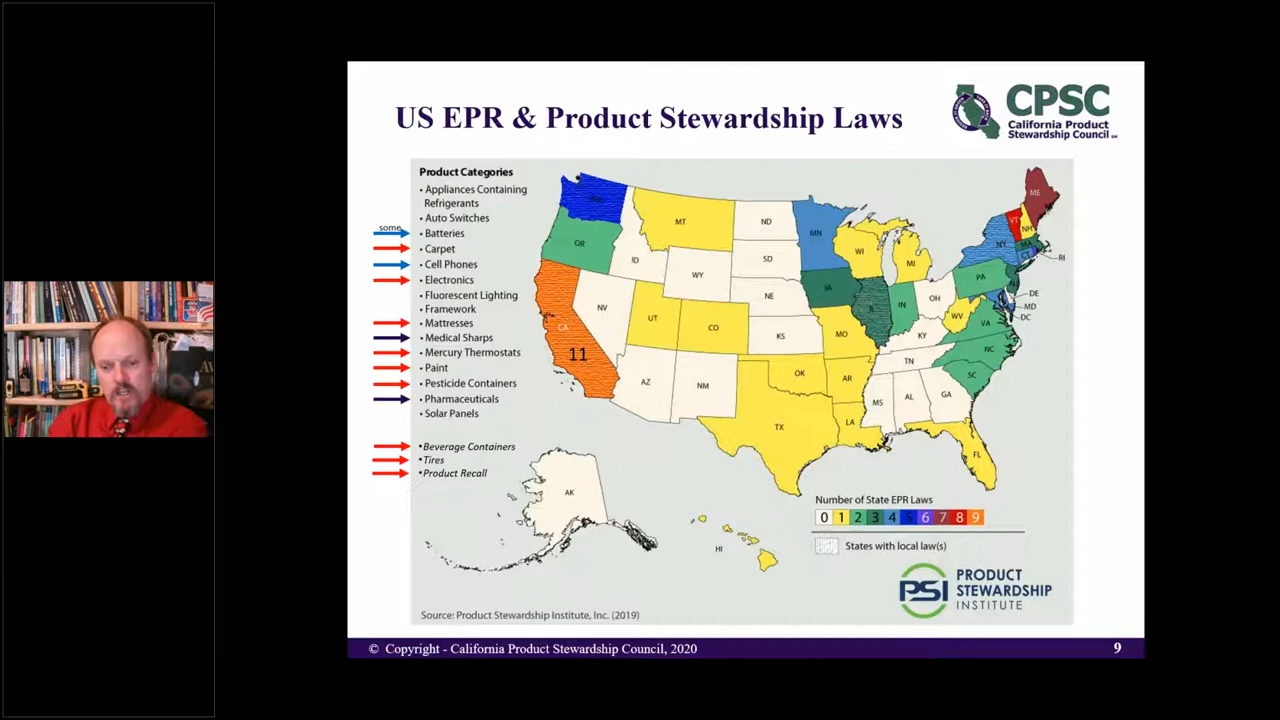 US EPR & Product Stewardship Laws
CPSC
California Product
Stewardship Council
SM
Product Categories
• Appliances Containing
Refrigerants
• Auto Switches
some
• Batteries
• Carpet
• Cell Phones
• Electronics
• Fluorescent Lighting
• Framework
• Mattresses
• Medical Sharps
• Mercury Thermostats
• Paint
• Pesticide Containers
• Pharmaceuticals
• Solar Panels
•Beverage Containers
•Tires
•Product Recall
OR
CA
11
ID
NV
MT
WY
UT
AZ
CO
NM
ND
SD
NE
KS
OK
TX
MN
IA
MO
AR
LA
WI
MI
IN
OH
KY
TN
MS
AL
GA
FL
SC
NC
VA
WV
PA
NY
VT
NH
ME
MA
CT
RI
DE
MD
DC
AK
HI
Number of State EPR Laws
0 1 2 3 4 5 6 7 8 9
States with local law(s)
PSI
PRODUCT
STEWARDSHIP
INSTITUTE
Source: Product Stewardship Institute, Inc. (2019)
© Copyright - California Product Stewardship Council, 2020
9